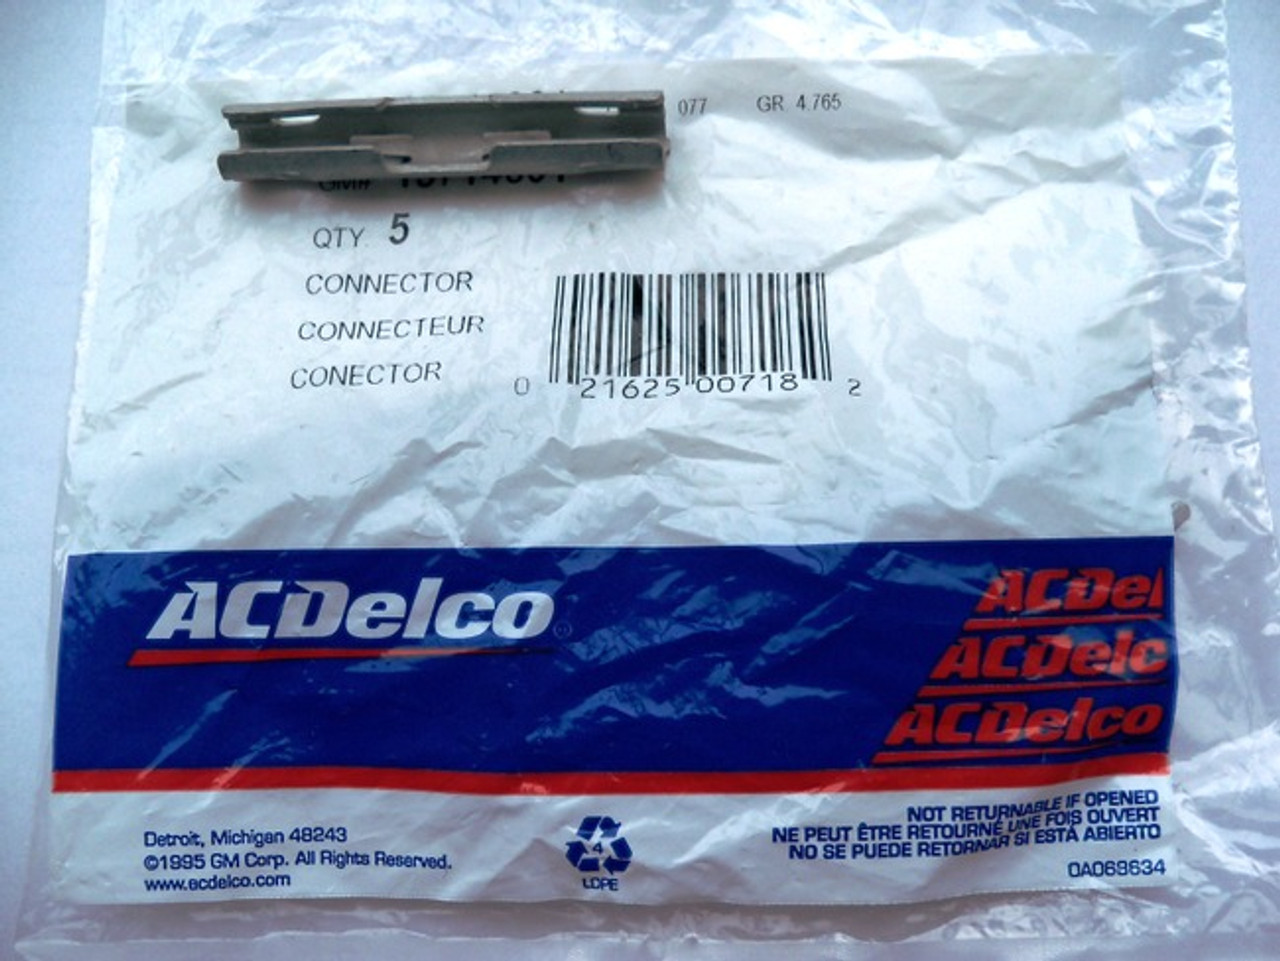 077 GR. 4.765
GM#
QTY. 5
CONNECTOR
CONNECTEUR
CONECTOR
0 21625 00718 2
ACDelco
ACDel
ACDelc
ACDelco
Detroit, Michigan 48243
©1995 GM Corp. All Rights Reserved.
www.acdelco.com
4
LDPE
NOT RETURNABLE IF OPENED
NE PEUT ÊTRE RETOURNÉ UNE FOIS OUVERT
NO SE PUEDE RETORNAR SI ESTÁ ABIERTO
0A069634